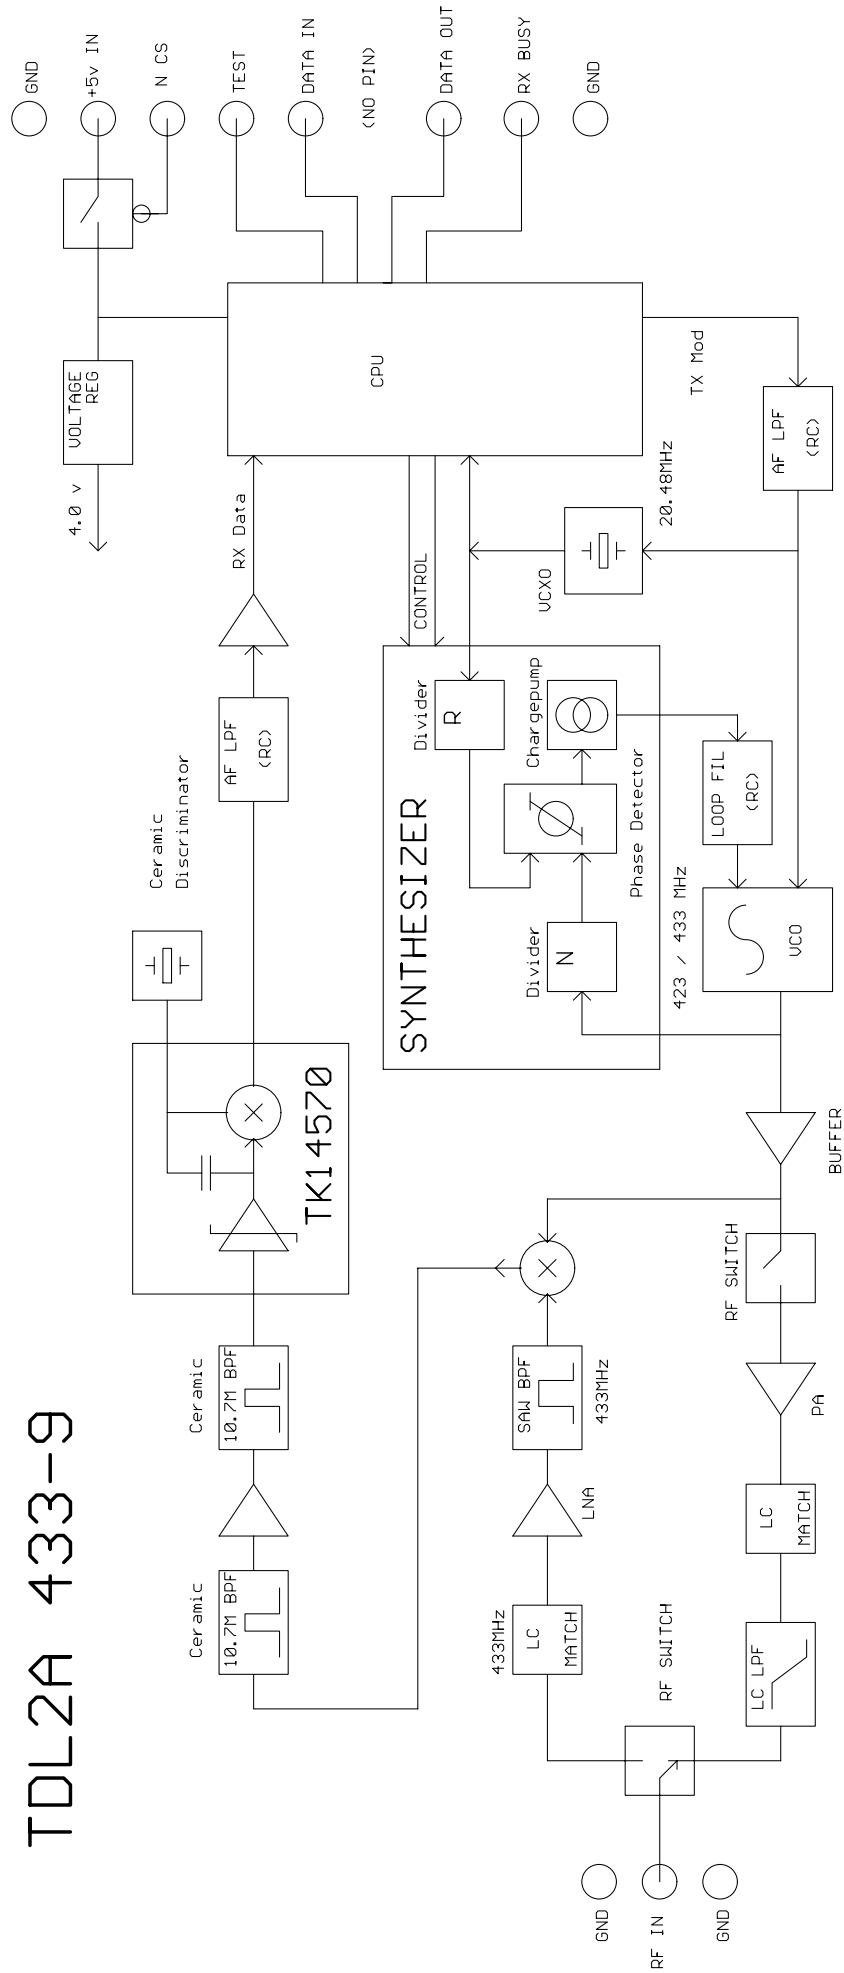 TDL2A 433-9
GND
+5v IN
N CS
TEST
DATA IN
(NO PIN)
DATA OUT
RX BUSY
GND
VOLTAGE
REG
4.0 v
CPU
TX Mod
AF LPF
(RC)
20.48MHz
VCXO
CONTROL
RX Data
AF LPF
(RC)
Ceramic
Discriminator
TK14570
SYNTHESIZER
Divider
R
Chargepump
Phase Detector
Divider
N
LOOP FIL
(RC)
423 / 433 MHz
VCO
BUFFER
Ceramic
10.7M BPF
Ceramic
10.7M BPF
SAW BPF
433MHz
LNA
433MHz
LC
MATCH
RF SWITCH
PA
LC
MATCH
LC LPF
RF SWITCH
GND
RF IN
GND